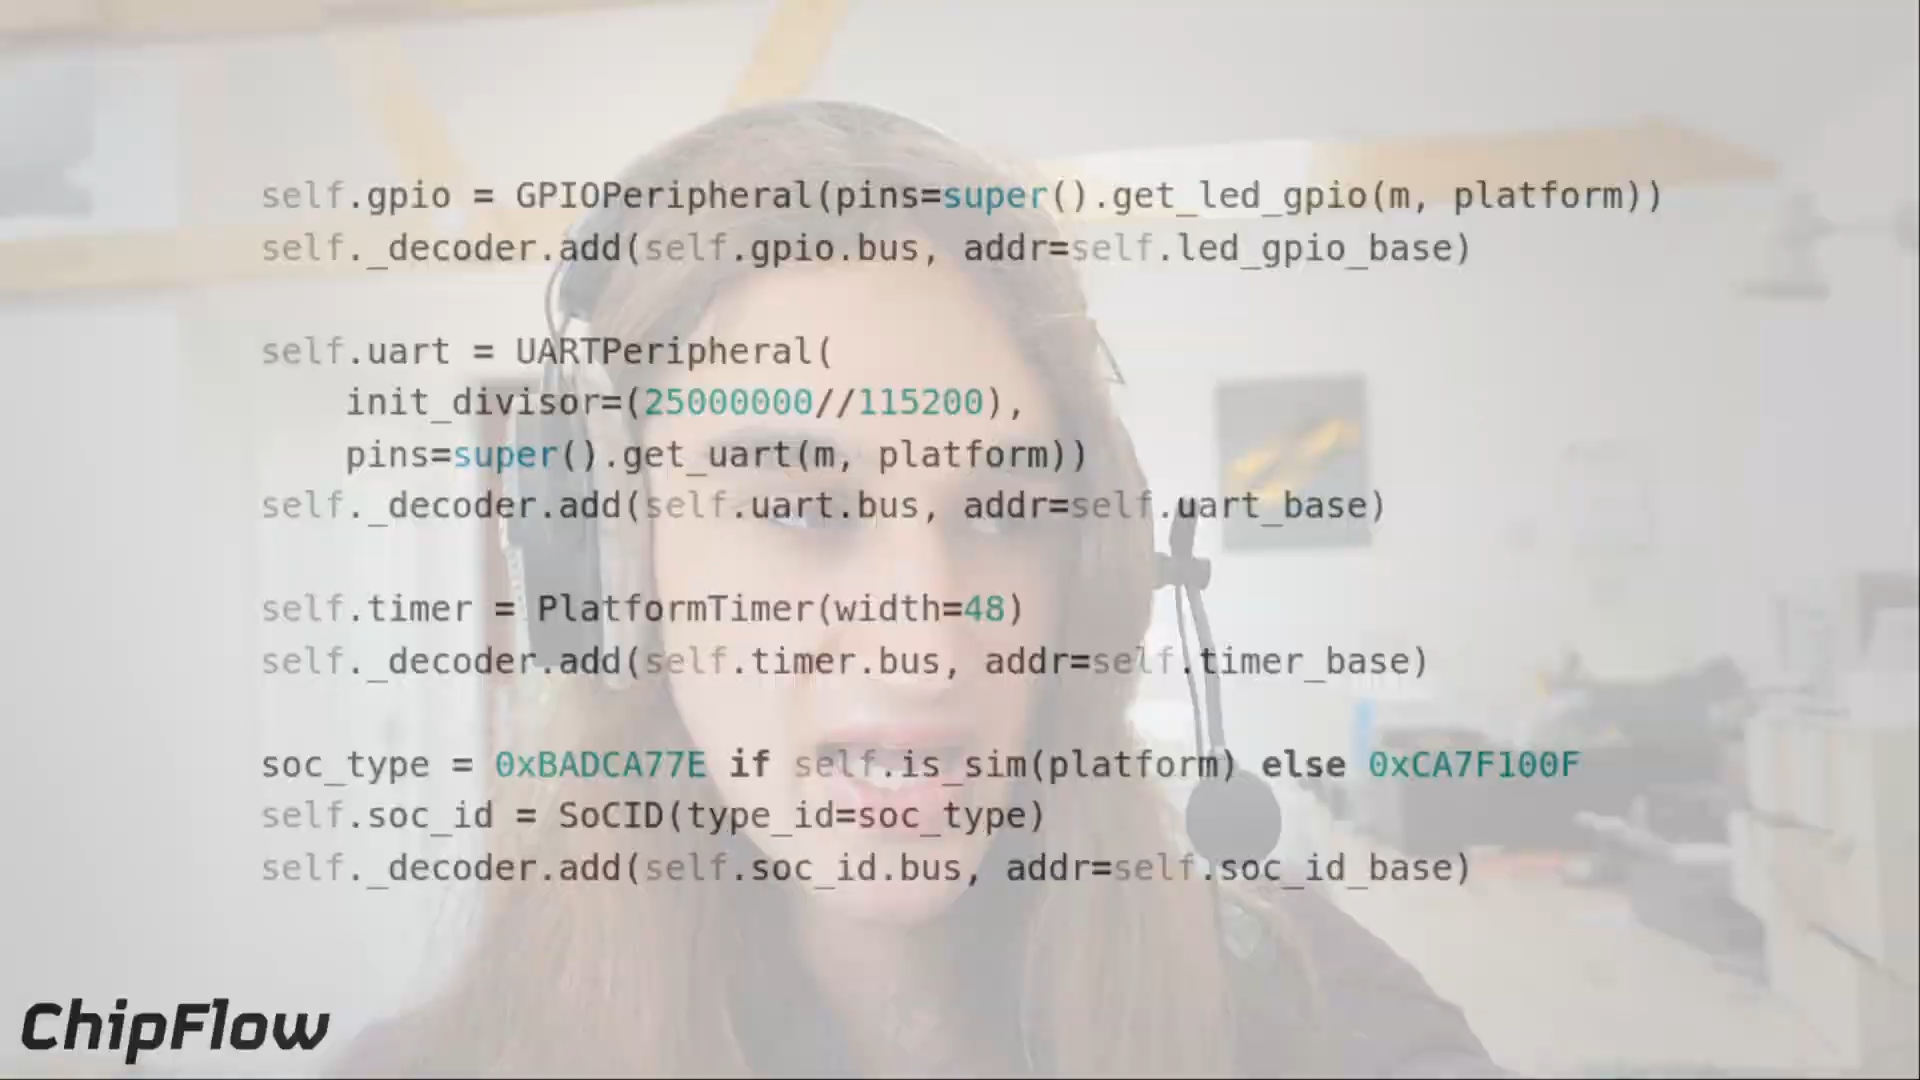 self.gpio = GPIOPeripheral(pins=super().get_led_gpio(m, platform))
self._decoder.add(self.gpio.bus, addr=self.led_gpio_base)
self.uart = UARTPeripheral(
init_divisor=(25000000//115200),
pins=super().get_uart(m, platform))
self._decoder.add(self.uart.bus, addr=self.uart_base)
self.timer = PlatformTimer(width=48)
self._decoder.add(self.timer.bus, addr=self.timer_base)
soc_type = 0xBADCA77E if self.is_sim(platform) else 0xCA7F100F
self.soc_id = SoCID(type_id=soc_type)
self._decoder.add(self.soc_id.bus, addr=self.soc_id_base)
ChipFlow